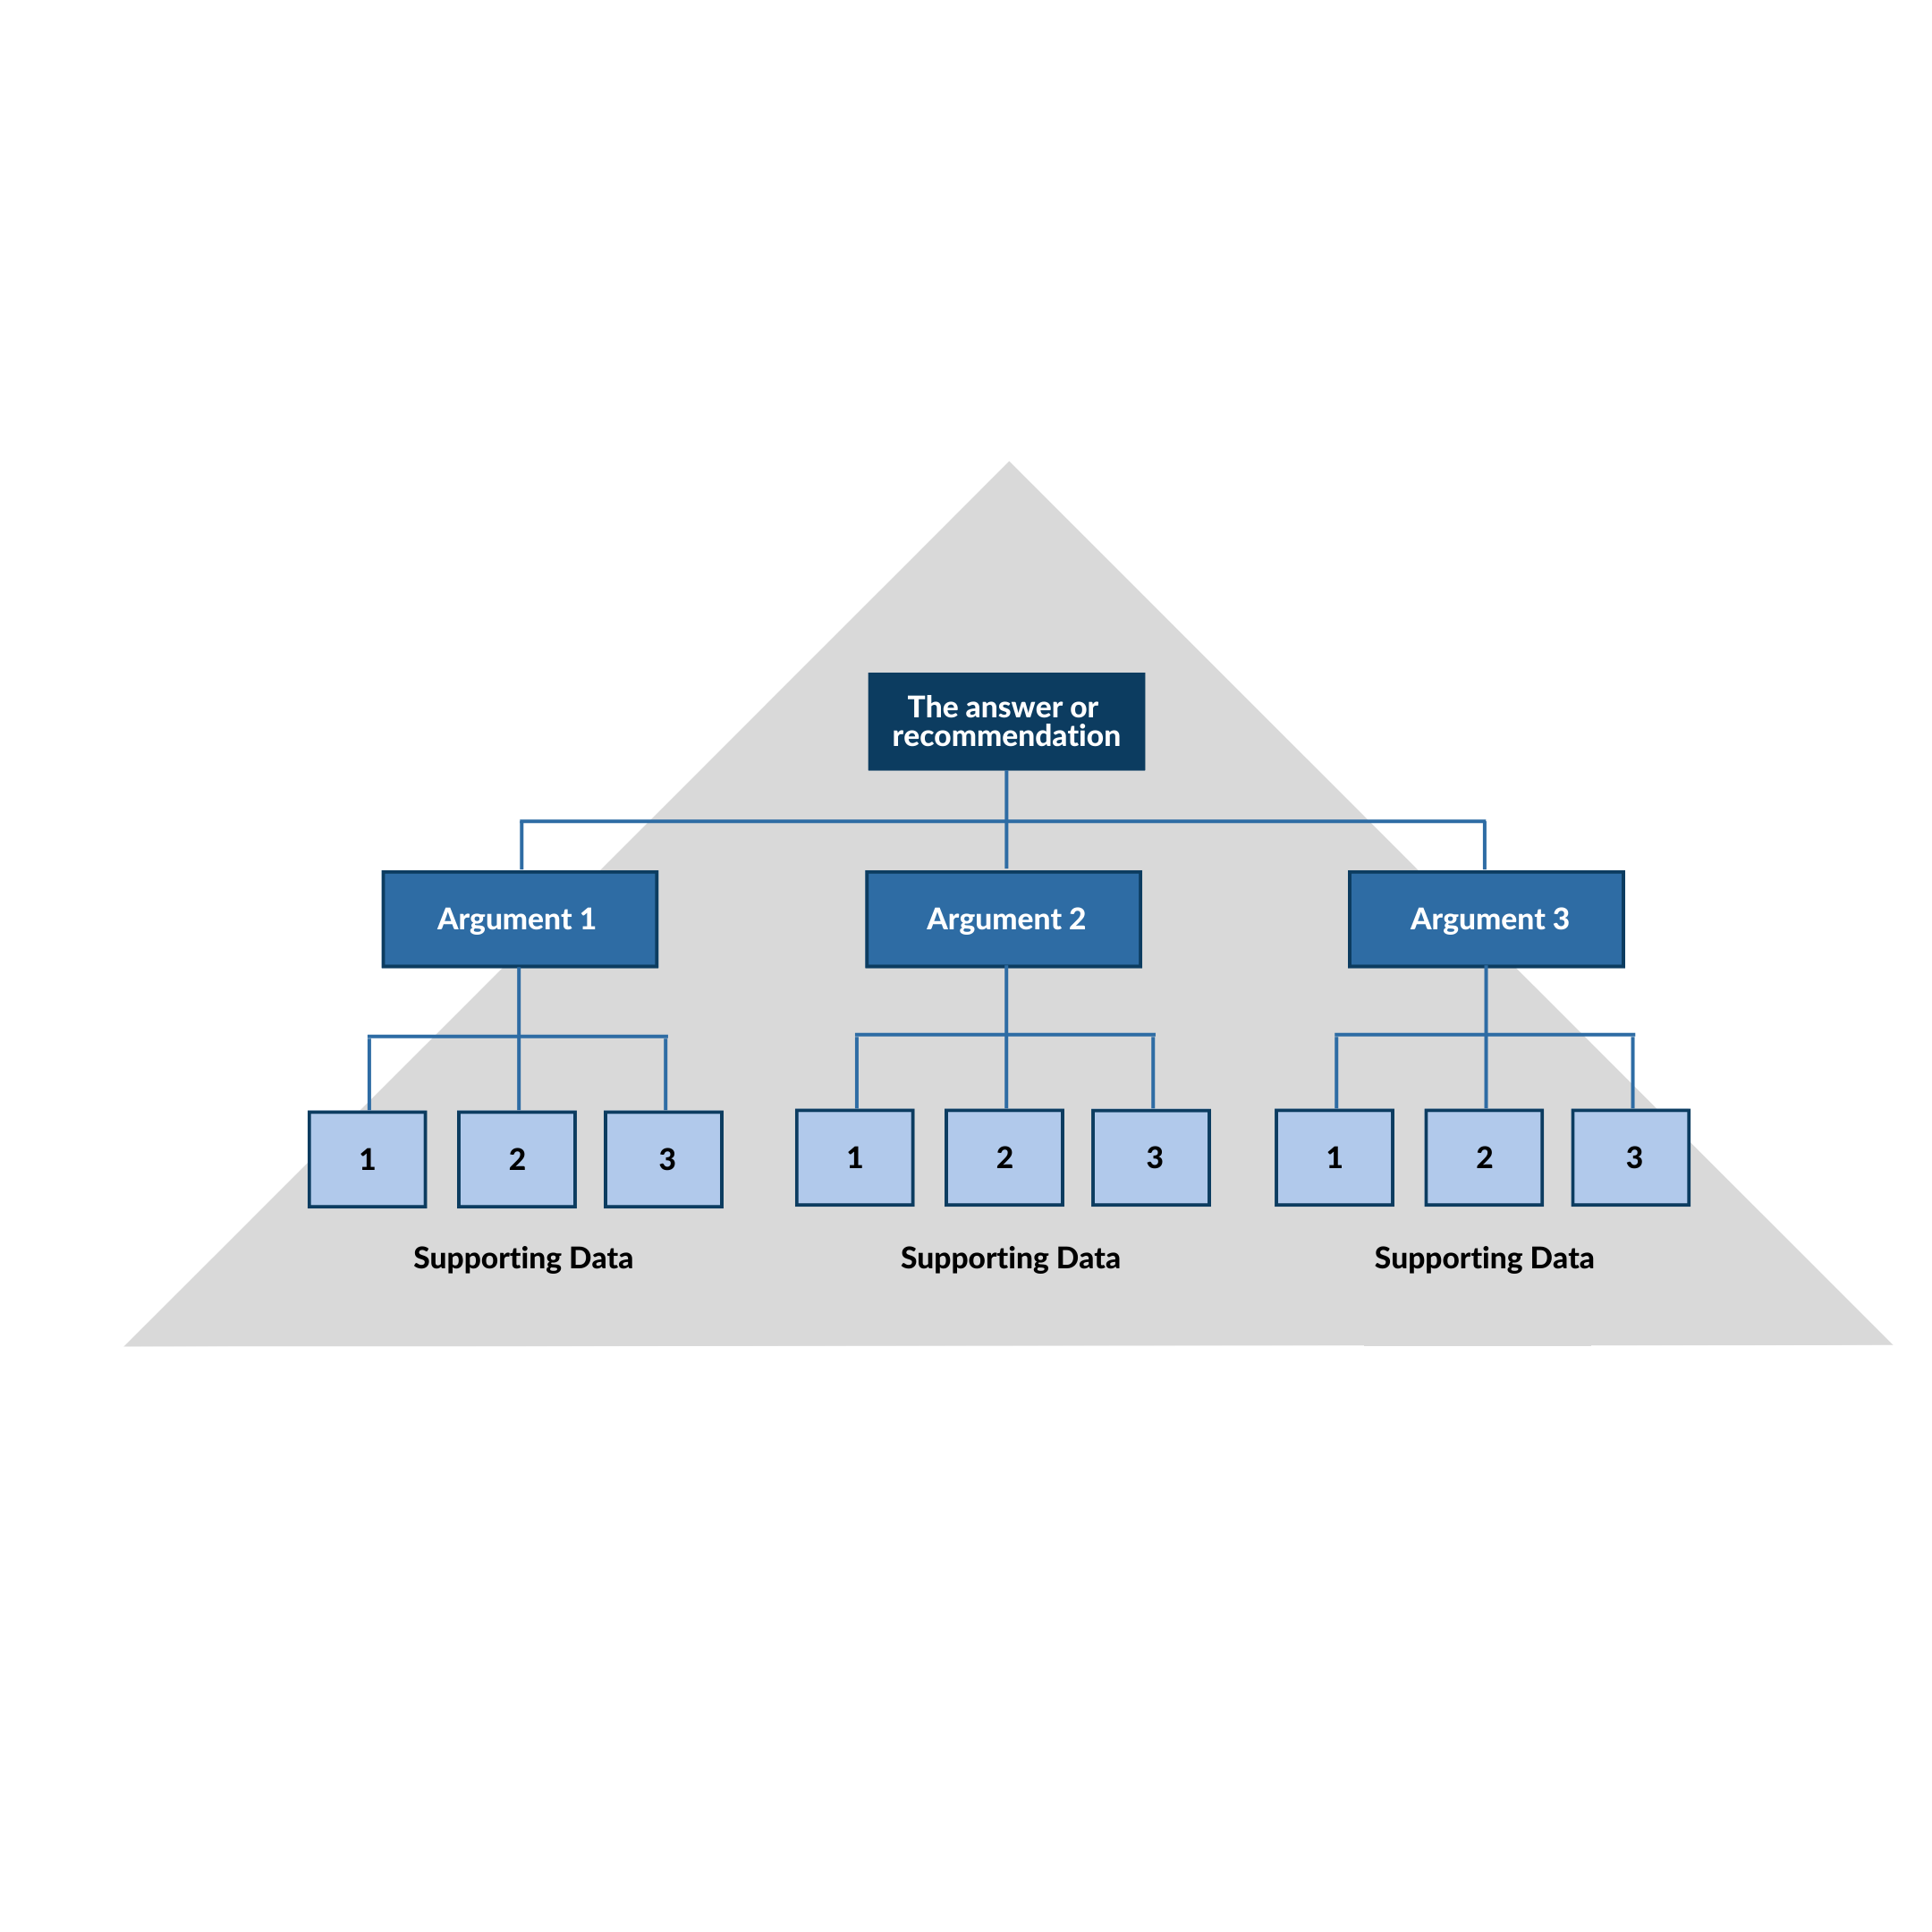 The answer or
recommendation
Argument 1
Argument 2
Argument 3
1
2
3
1
2
3
1
2
3
Supporting Data
Supporting Data
Supporting Data